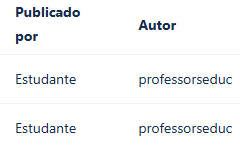 Publicado por
Autor
Estudante
professorseduc
Estudante
professorseduc